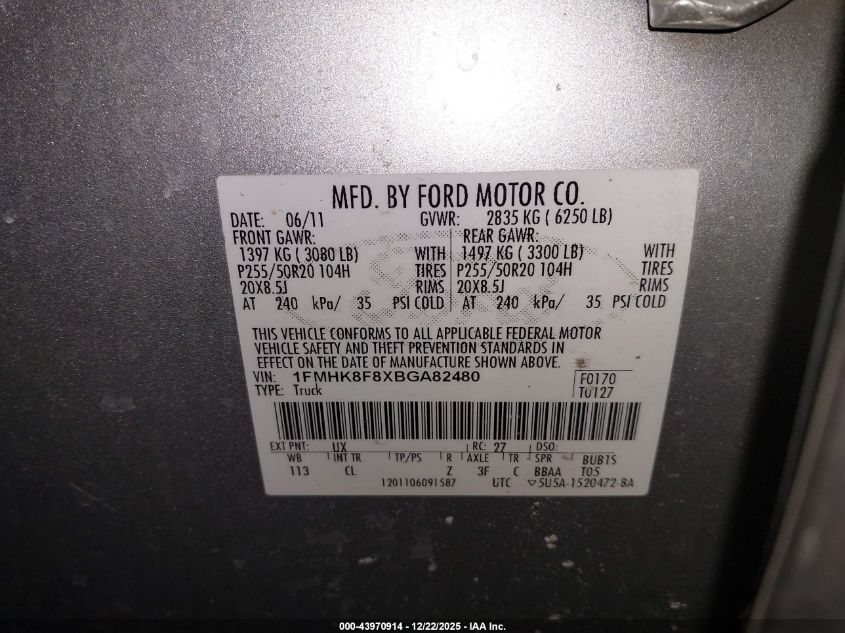 MFD. BY FORD MOTOR CO.
DATE: 06/11 GVWR: 2835 KG ( 6250 LB)
FRONT GAWR: REAR GAWR:
1397 KG ( 3080 LB) WITH 1497 KG ( 3300 LB) WITH
P255/50R20 104H TIRES P255/50R20 104H TIRES
20X8.5J RIMS 20X8.5J RIMS
AT 240 kPa/ 35 PSI COLD AT 240 kPa/ 35 PSI COLD
THIS VEHICLE CONFORMS TO ALL APPLICABLE FEDERAL MOTOR
VEHICLE SAFETY AND THEFT PREVENTION STANDARDS IN
EFFECT ON THE DATE OF MANUFACTURE SHOWN ABOVE.
VIN: 1FMHK8F8XBGA82480 F0170
TYPE: Truck T0127
EXT PNT: UX RC: 27 DSO:
WB INT TR TP/PS R AXLE TR SPR BUB1S
113 CL Z 3F C BBAA T05
1201106091587 UTC ▽5U5A-1520472-BA
000-43970914 - 12/22/2025 - IAA Inc.